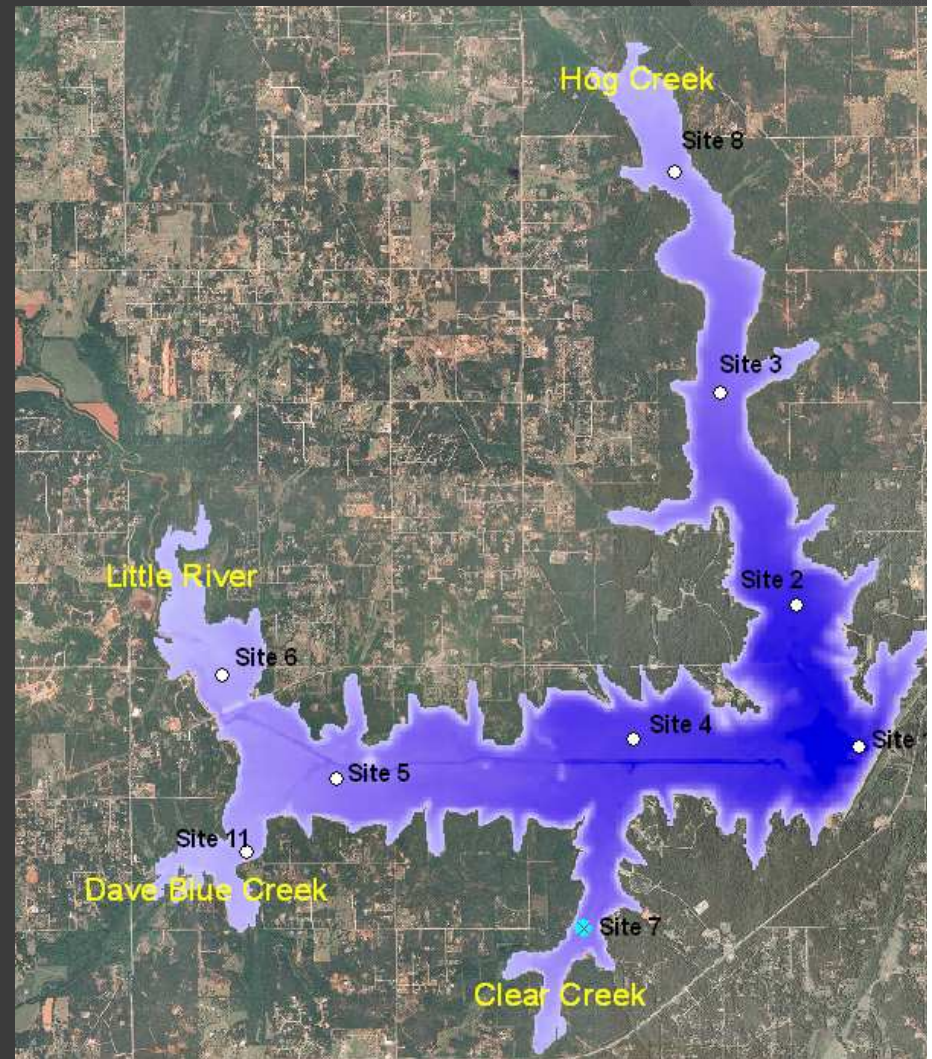 Hog Creek
Site 8
Site 3
Little River
Site 2
Site 6
Site 4
Site
Site 5
Site 11
Dave Blue Creek
Site 7
Clear Creek